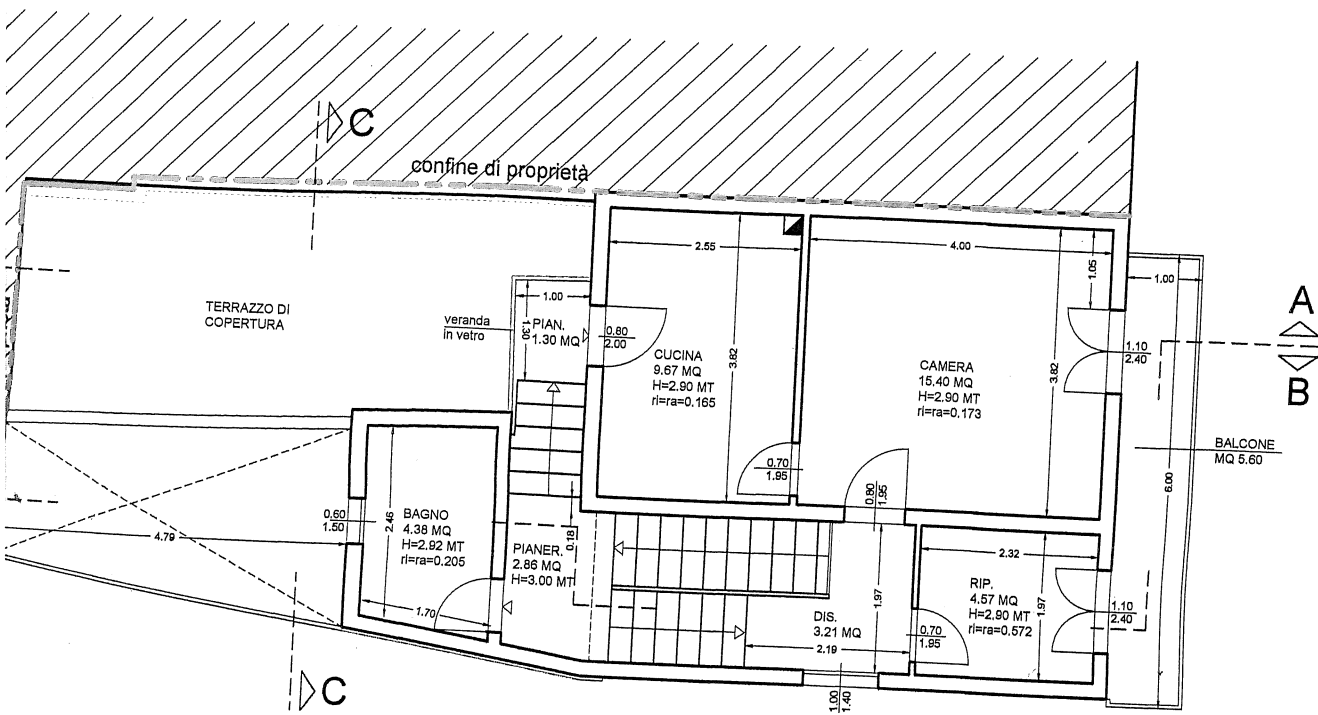 C
confine di proprietà
2.55
4.00
1.05
1.00
TERRAZZO DI
COPERTURA
veranda
in vetro
1.00
1.30
PIAN.
1.30 MQ
0.80
2.00
CUCINA
9.67 MQ
H=2.90 MT
ri=ra=0.165
3.82
CAMERA
15.40 MQ
H=2.90 MT
ri=ra=0.173
3.82
1.10
2.40
A
B
BALCONE
MQ 5.60
6.00
0.70
1.95
0.80
1.95
0.60
1.50
4.79
2.46
BAGNO
4.38 MQ
H=2.92 MT
ri=ra=0.205
1.70
PIANER.
2.86 MQ
H=3.00 MT
0.18
DIS.
3.21 MQ
2.19
1.97
0.70
1.95
2.32
RIP.
4.57 MQ
H=2.90 MT
ri=ra=0.572
1.97
1.10
2.40
1.00
1.40
C